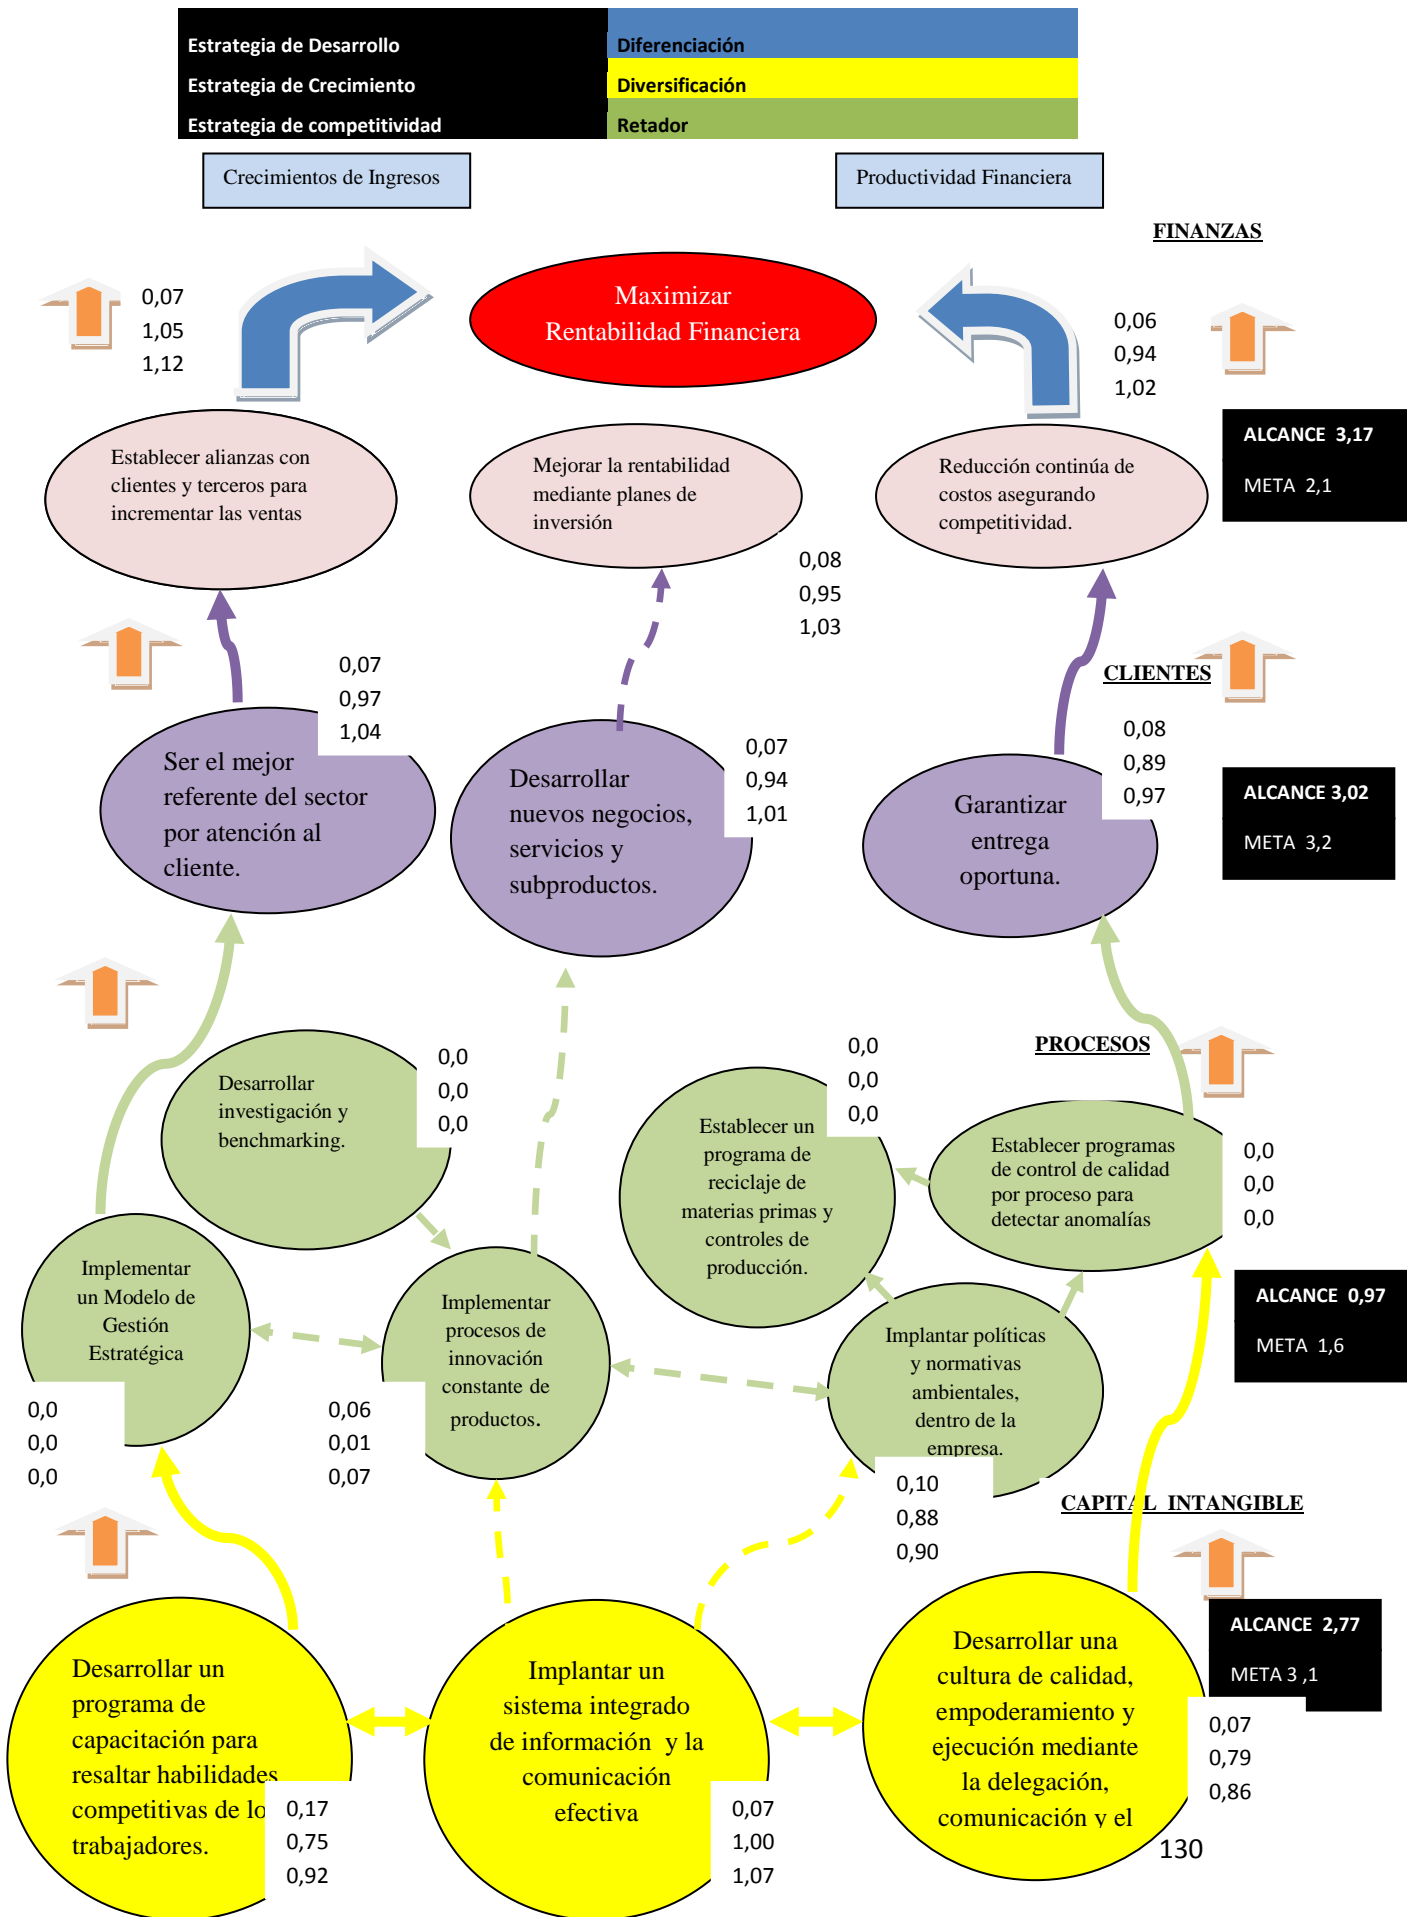 Estrategia de Desarrollo Diferenciación
Estrategia de Crecimiento Diversificación
Estrategia de competitividad Retador
Crecimientos de Ingresos
Productividad Financiera
FINANZAS
0,07
1,05
1,12
Maximizar
Rentabilidad Financiera
0,06
0,94
1,02
Establecer alianzas con
clientes y terceros para
incrementar las ventas
Mejorar la rentabilidad
mediante planes de
inversión
Reducción continúa de
costos asegurando
competitividad.
ALCANCE 3,17
META 2,1
0,08
0,95
1,03
CLIENTES
0,07
0,97
1,04
Ser el mejor
referente del sector
por atención al
cliente.
Desarrollar
nuevos negocios,
servicios y
subproductos.
0,07
0,94
1,01
Garantizar
entrega
oportuna.
0,08
0,89
0,97
ALCANCE 3,02
META 3,2
PROCESOS
Desarrollar
investigación y
benchmarking.
0,0
0,0
0,0
0,0
0,0
0,0
Establecer un
programa de
reciclaje de
materias primas y
controles de
producción.
Establecer programas
de control de calidad
por proceso para
detectar anomalías
0,0
0,0
0,0
Implementar
un Modelo de
Gestión
Estratégica
0,0
0,0
0,0
Implementar
procesos de
innovación
constante de
productos.
0,06
0,01
0,07
Implantar políticas
y normativas
ambientales,
dentro de la
empresa.
0,10
0,88
0,90
ALCANCE 0,97
META 1,6
CAPITAL INTANGIBLE
Desarrollar un
programa de
capacitación para
resaltar habilidades
competitivas de lo
trabajadores.
0,17
0,75
0,92
Implantar un
sistema integrado
de información y la
comunicación
efectiva
0,07
1,00
1,07
Desarrollar una
cultura de calidad,
empoderamiento y
ejecución mediante
la delegación,
comunicación y el
ALCANCE 2,77
META 3 ,1
0,07
0,79
0,86
130